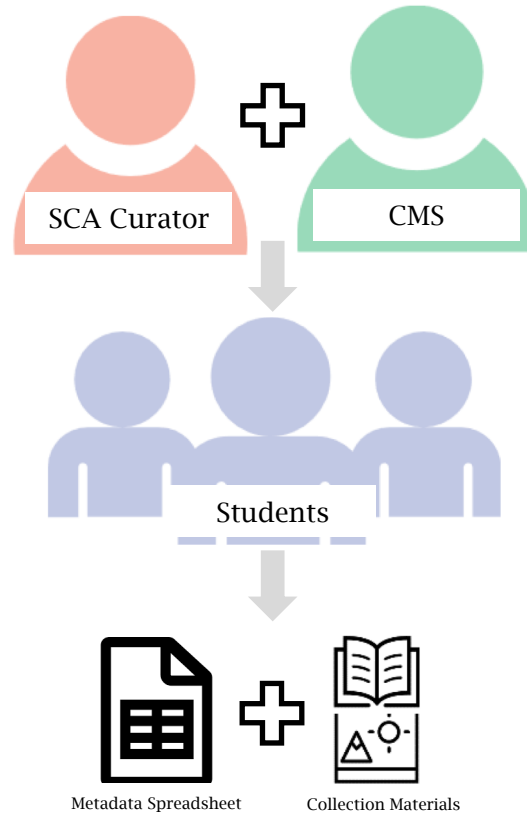 SCA Curator
CMS
Students
Metadata Spreadsheet
Collection Materials